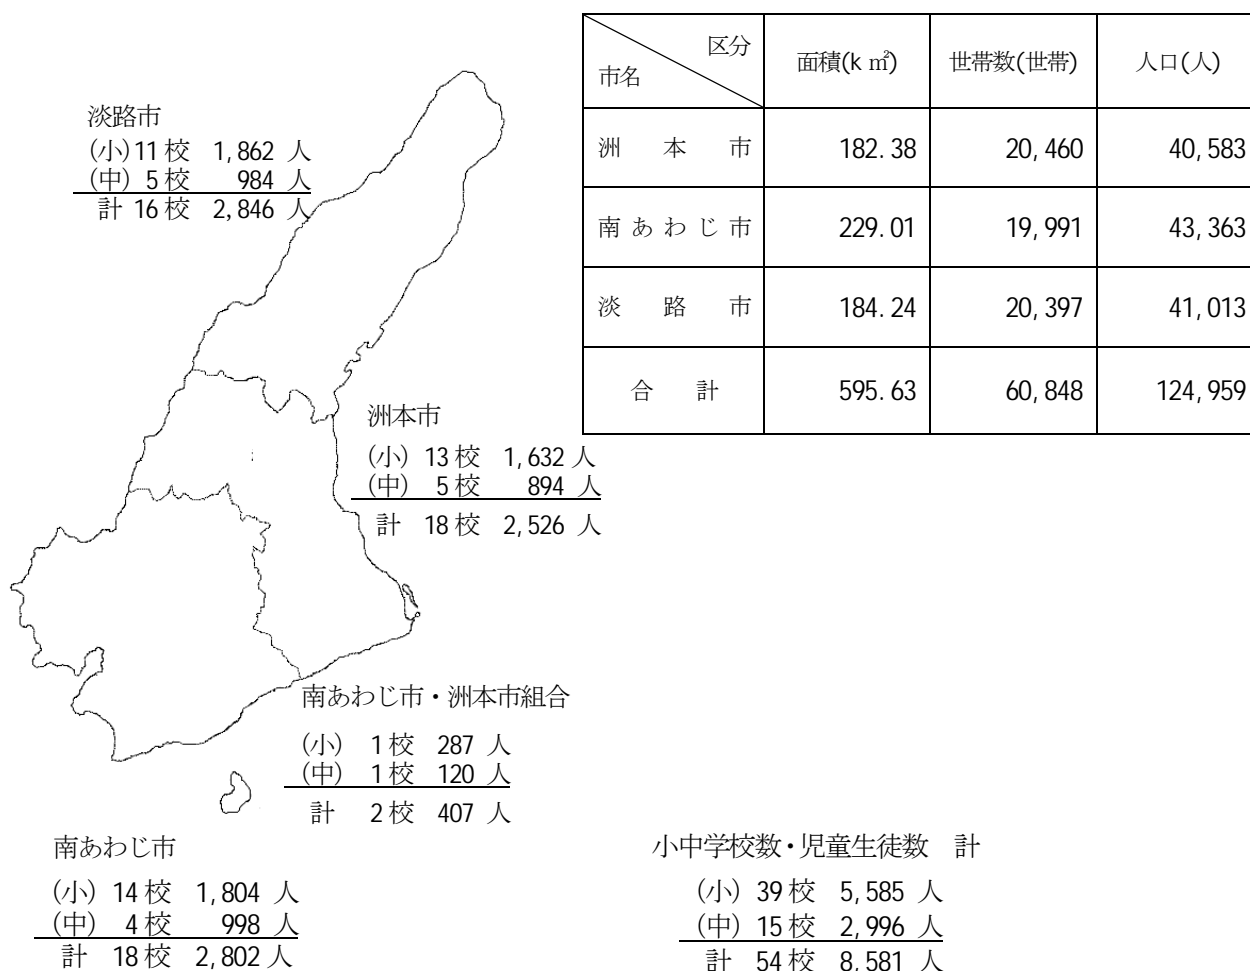 区分
市名
面積(k㎡) 世帯数(世帯) 人口(人)
洲本市 182.38 20,460 40,583
南あわじ市 229.01 19,991 43,363
淡路市 184.24 20,397 41,013
合計 595.63 60,848 124,959
淡路市
(小)11校 1,862 人
(中) 5校 984 人
計 16校 2,846 人
洲本市
(小) 13校 1,632 人
(中) 5校 894 人
計 18校 2,526 人
南あわじ市・洲本市組合
(小) 1校 287 人
(中) 1校 120 人
計 2校 407 人
南あわじ市
(小) 14校 1,804 人
(中) 4校 998 人
計 18校 2,802 人
小中学校数・児童生徒数 計
(小) 39校 5,585 人
(中) 15校 2,996 人
計 54校 8,581 人